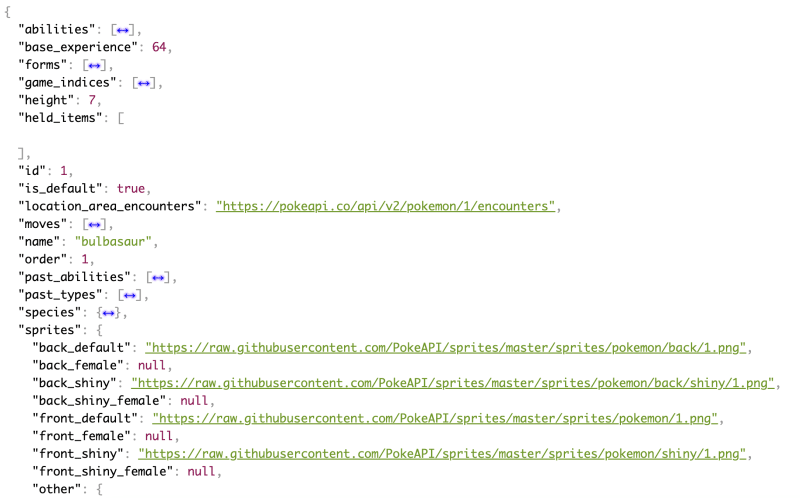 {
"abilities": [↔],
"base_experience": 64,
"forms": [↔],
"game_indices": [↔],
"height": 7,
"held_items": [
],
"id": 1,
"is_default": true,
"location_area_encounters": "https://pokeapi.co/api/v2/pokemon/1/encounters",
"moves": [↔],
"name": "bulbasaur",
"order": 1,
"past_abilities": [↔],
"past_types": [↔],
"species": {↔},
"sprites": {
"back_default": "https://raw.githubusercontent.com/PokeAPI/sprites/master/sprites/pokemon/back/1.png",
"back_female": null,
"back_shiny": "https://raw.githubusercontent.com/PokeAPI/sprites/master/sprites/pokemon/back/shiny/1.png",
"back_shiny_female": null,
"front_default": "https://raw.githubusercontent.com/PokeAPI/sprites/master/sprites/pokemon/1.png",
"front_female": null,
"front_shiny": "https://raw.githubusercontent.com/PokeAPI/sprites/master/sprites/pokemon/shiny/1.png",
"front_shiny_female": null,
"other": {